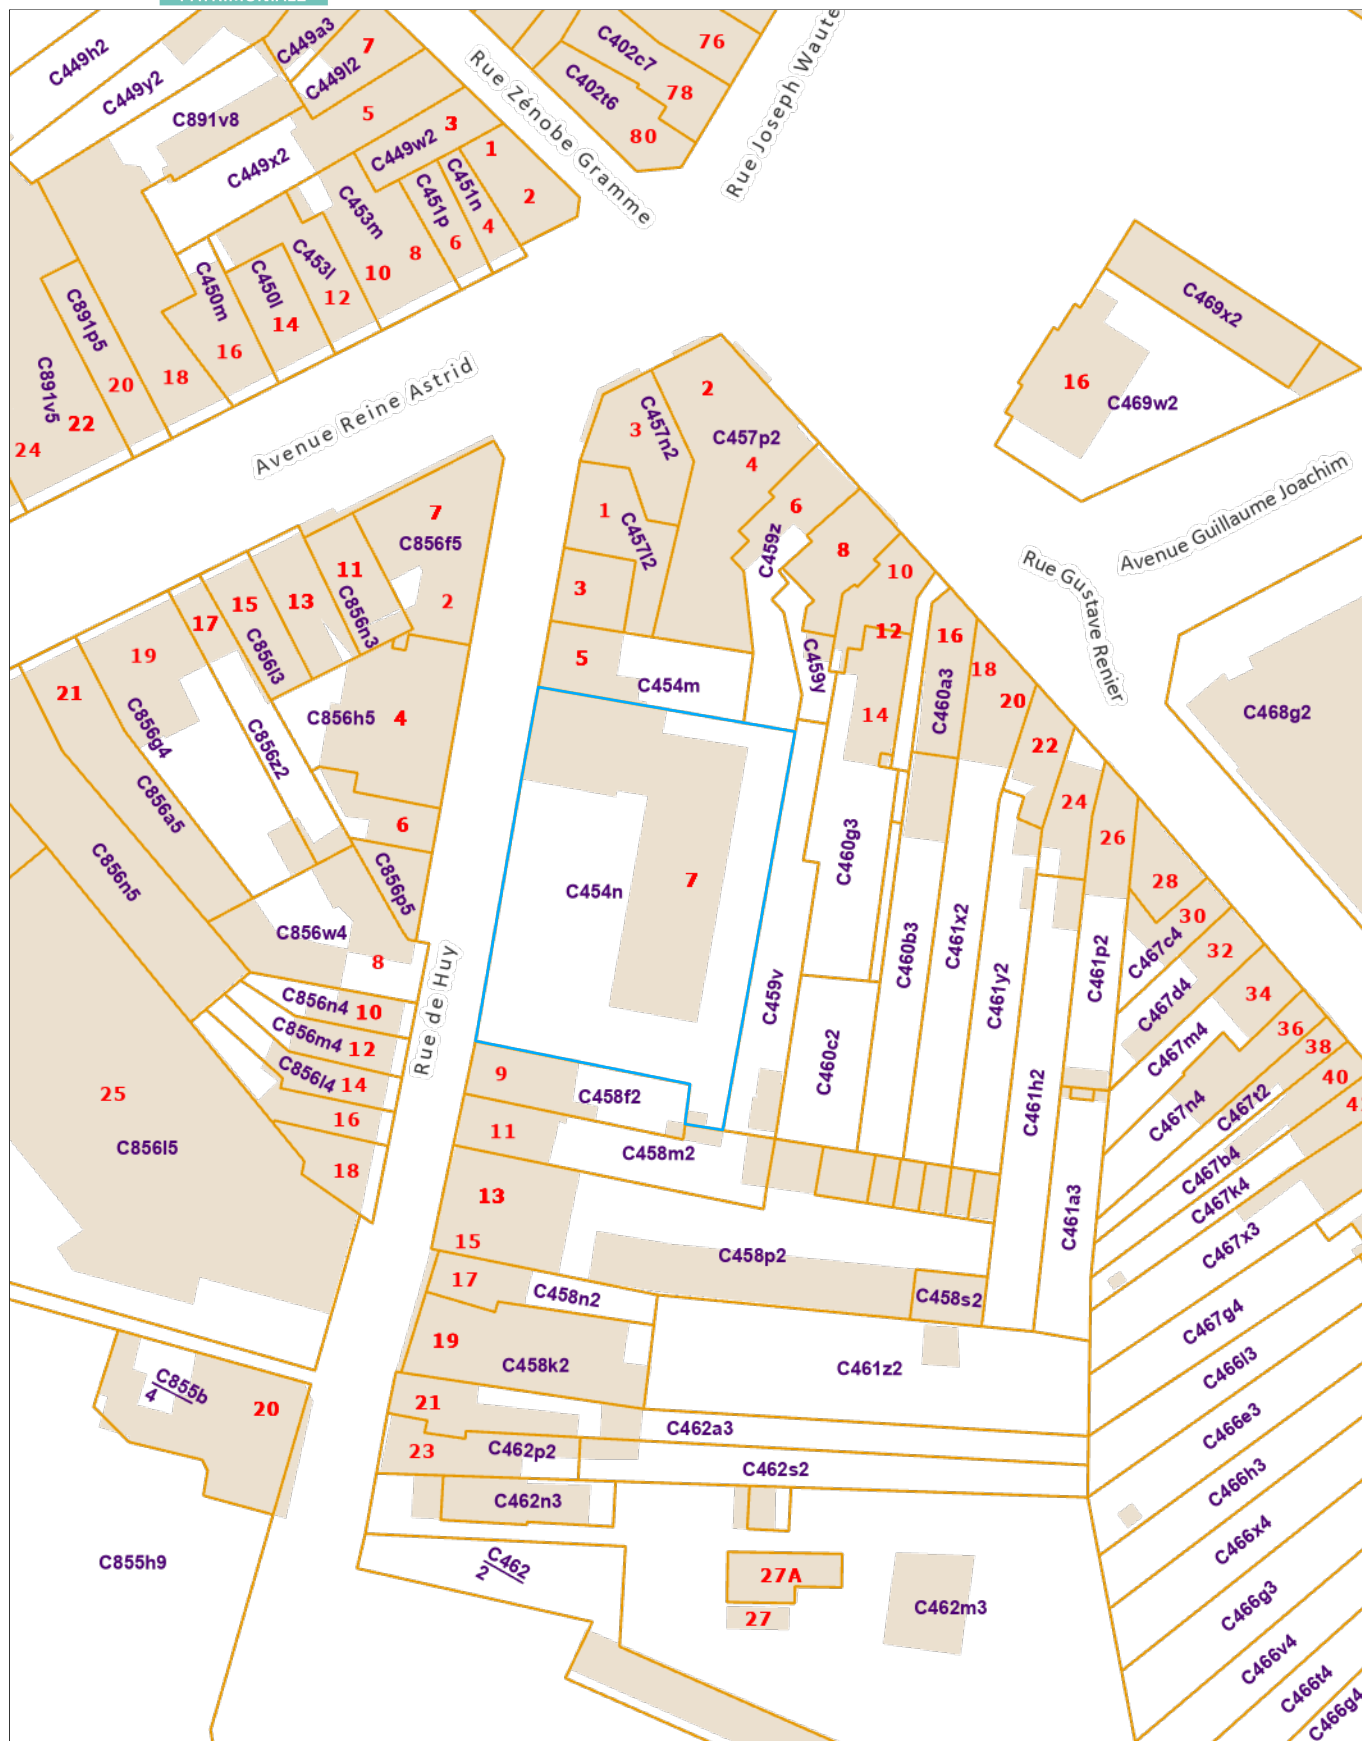 C449h2
C449y2
C449a3
7
C449l2
C891v8
5
C449x2
3
C449w2
1
C451n
C451p
2
4
6
8
C453m
10
C453l
12
C450l
14
C450m
16
C891p5
18
20
C891v5
22
24
Rue Zénobe Gramme
C402c7
76
C402t6
78
80
Rue Joseph Waute
C469x2
16
C469w2
Avenue Reine Astrid
Avenue Guillaume Joachim
Rue Gustave Renier
C468g2
2
3
C457n2
C457p2
4
1
C457l2
3
6
C459z
8
10
12
5
C454m
C459y
14
16
C460a3
18
20
22
24
26
28
30
32
34
36
38
40
4
7
C856f5
2
11
C856n3
13
15
C856l3
17
19
21
C856g4
C856z2
C856h5
4
C856a5
C856n5
6
C856p5
C856w4
8
C856n4
10
C856m4
12
C856l4
14
16
18
25
C856l5
Rue de Huy
C454n
7
C459v
C460g3
C460b3
C461x2
C461y2
C461p2
C467c4
C467d4
C467m4
C467n4
C467t2
C467b4
C467k4
C467x3
C467g4
C466l3
C466e3
C466h3
C466x4
C466g3
C466v4
C466t4
C466g4
C460c2
C461h2
C461a3
9
C458f2
11
C458m2
13
15
C458p2
C458s2
17
C458n2
19
C458k2
C461z2
21
C462a3
23
C462p2
C462s2
C462n3
C855b
4
20
C855h9
C462
2
27A
27
C462m3